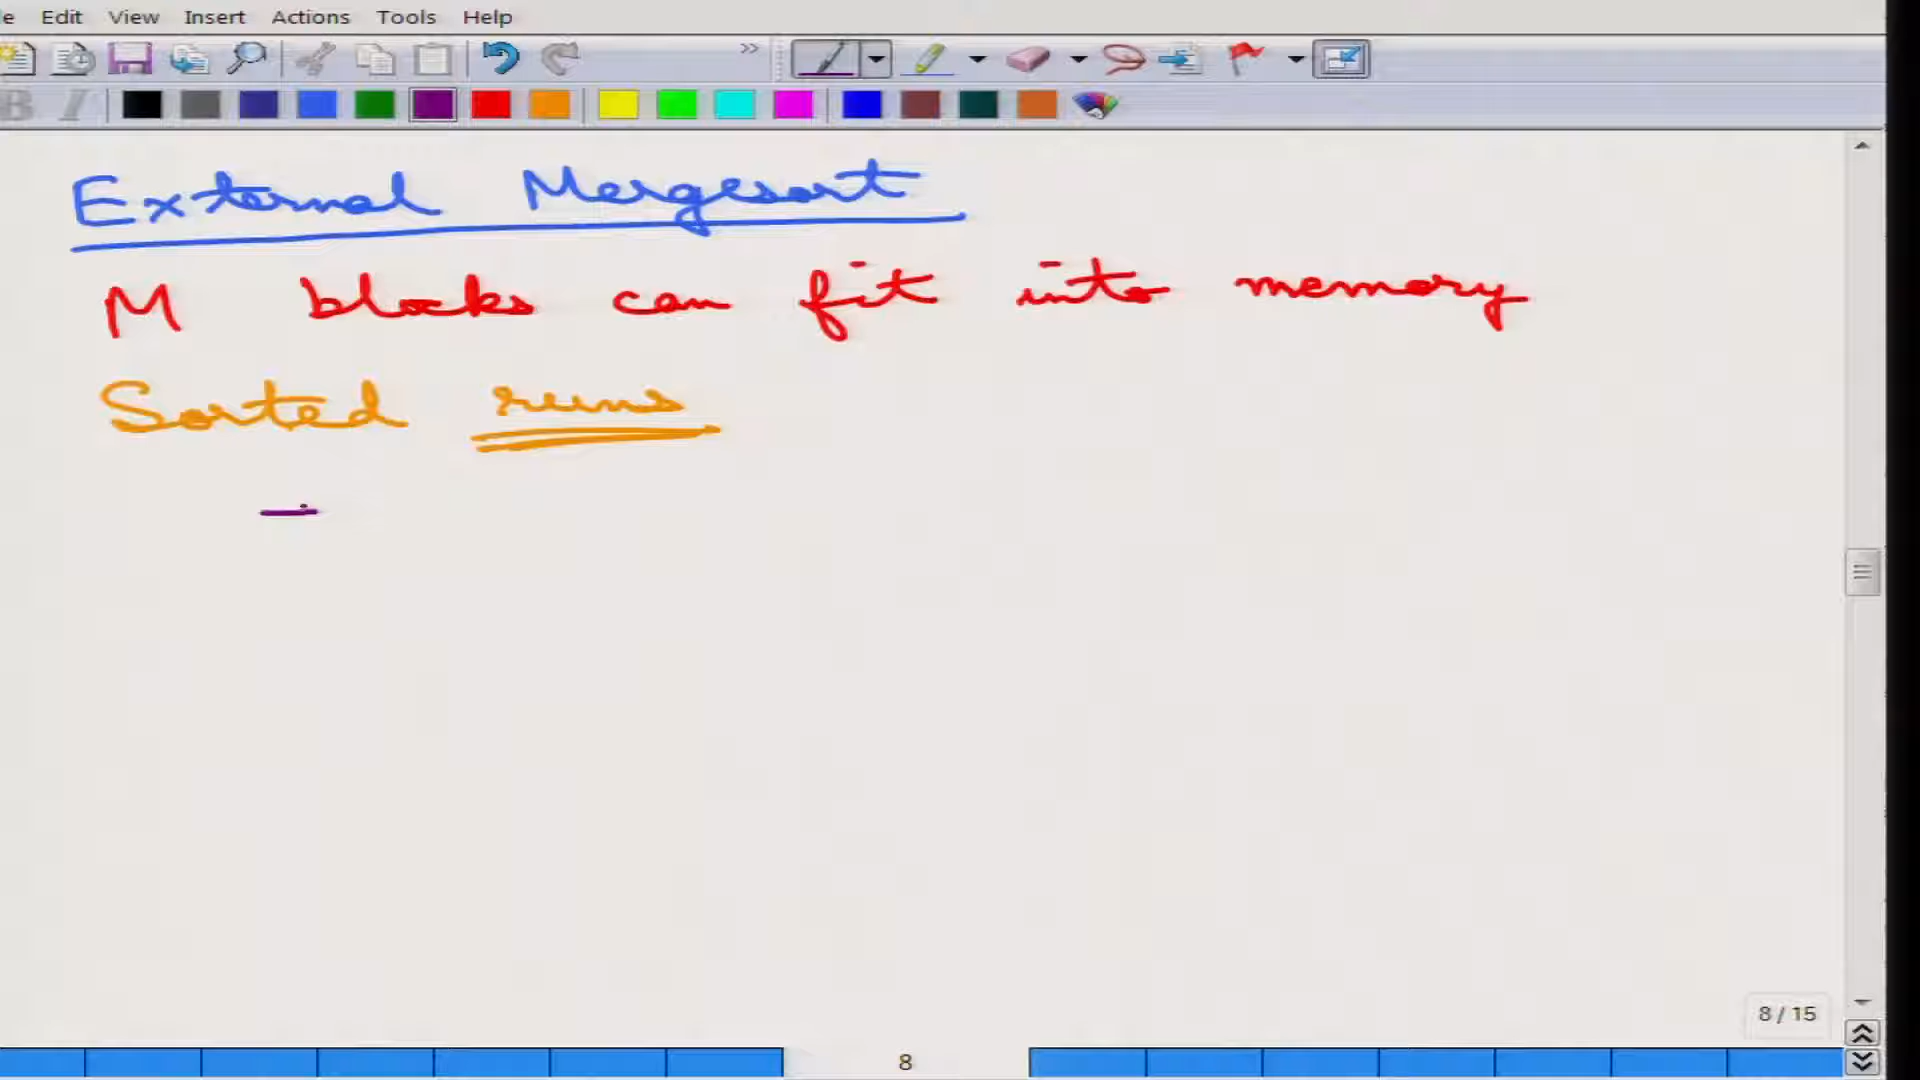 Edit View Insert Actions Tools Help
External Mergesort
M blocks can fit into memory
Sorted runs
8 / 15
8